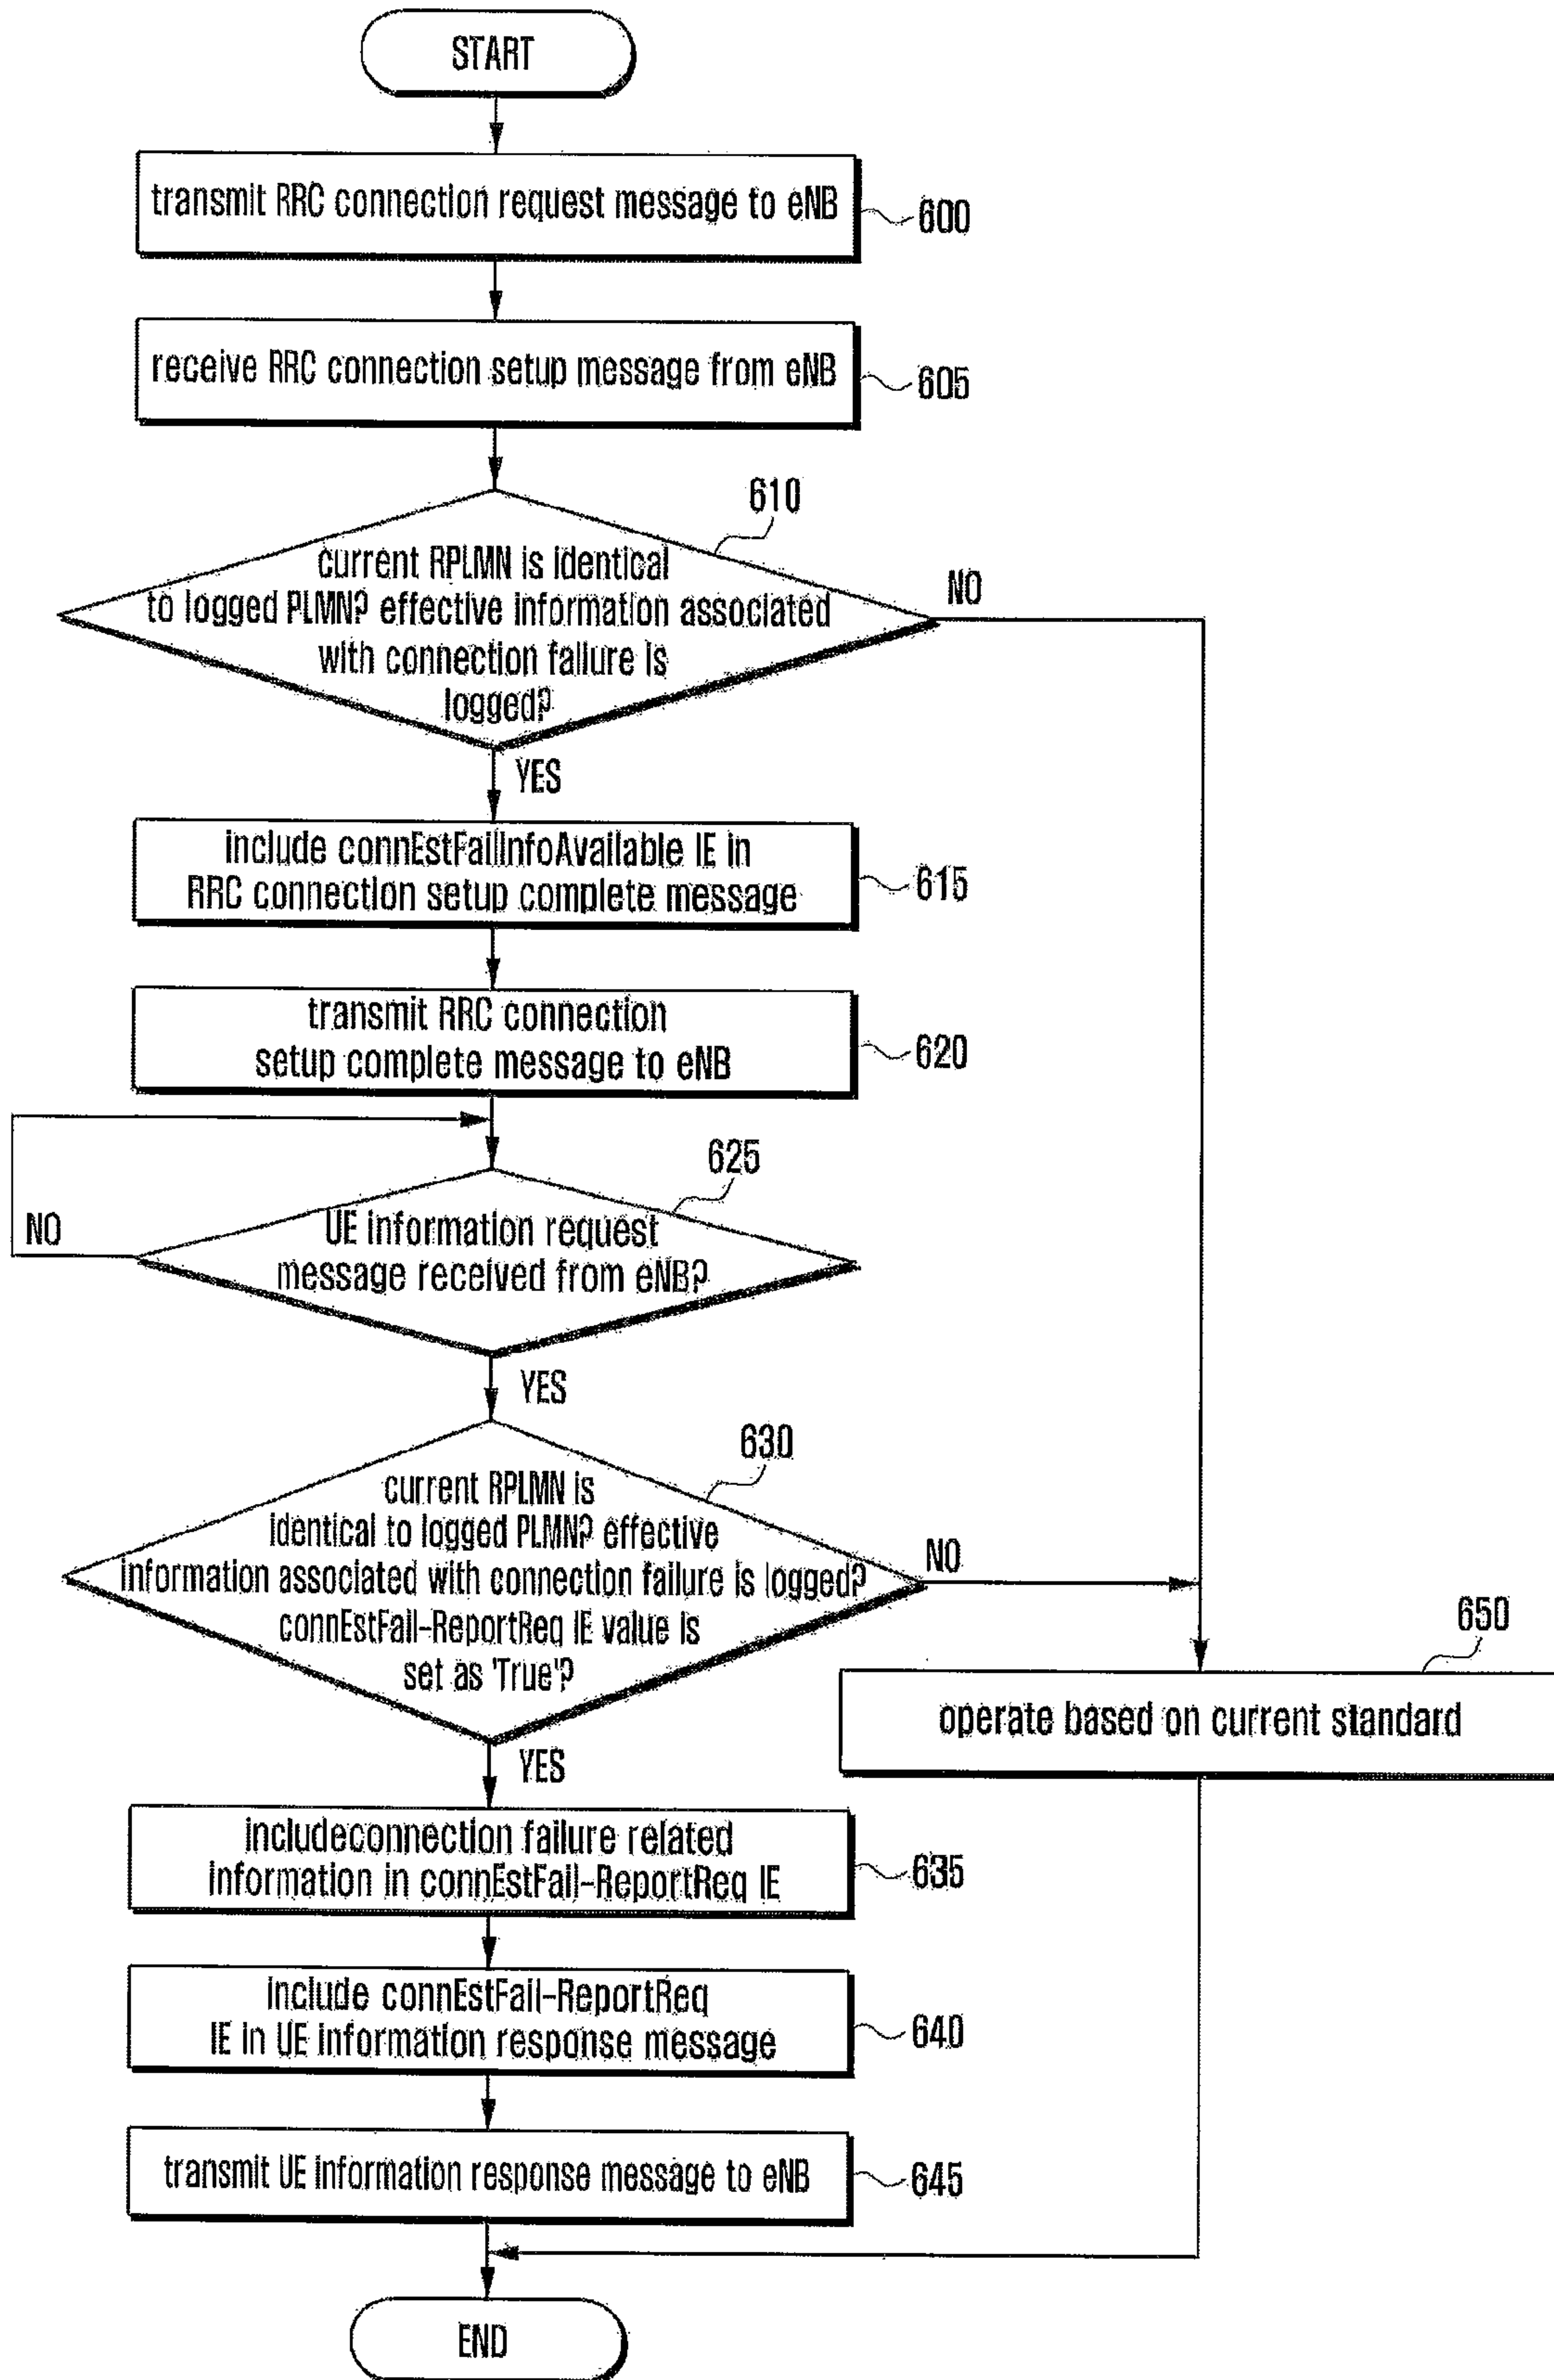 START
transmit RRC connection request message to eNB
600
receive RRC connection setup message from eNB
605
610
current RPLMN is identical
to logged PLMN? effective information associated
with connection failure is
logged?
NO
YES
include connEstFailInfoAvailable IE in
RRC connection setup complete message
615
transmit RRC connection
setup complete message to eNB
620
625
UE information request
message received from eNB?
NO
YES
630
current RPLMN is
identical to logged PLMN? effective
information associated with connection failure is logged?
connEstFail-ReportReq IE value is
set as 'True'?
NO
YES
650
operate based on current standard
includeconnection failure related
information in connEstFail-ReportReq IE
635
include connEstFail-ReportReq
IE in UE information response message
640
transmit UE information response message to eNB
645
END